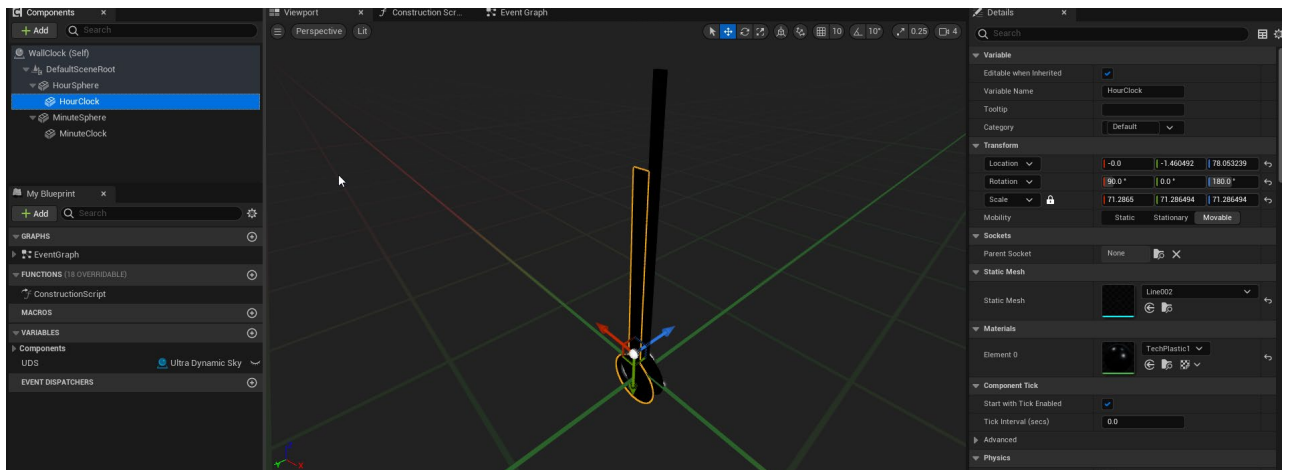 Components ×
+ Add Search
WallClock (Self)
DefaultSceneRoot
HourSphere
HourClock
MinuteSphere
MinuteClock
My Blueprint ×
+ Add Search
GRAPHS
EventGraph
FUNCTIONS (18 OVERRIDABLE)
ConstructionScript
MACROS
VARIABLES
Components
UDS Ultra Dynamic Sky
EVENT DISPATCHERS
Viewport × Construction Scr... Event Graph
Perspective Lit 10 10° 0.25 4
Details ×
Search
Variable
Editable when Inherited
Variable Name HourClock
Tooltip
Category Default
Transform
Location -0.0 -1.460492 78.053239
Rotation 90.0° 0.0° 180.0°
Scale 71.2865 71.286494 71.286494
Mobility Static Stationary Movable
Sockets
Parent Socket None
Static Mesh
Static Mesh Line002
Materials
Element 0 TechPlastic1
Component Tick
Start with Tick Enabled
Tick Interval (secs) 0.0
Advanced
Physics